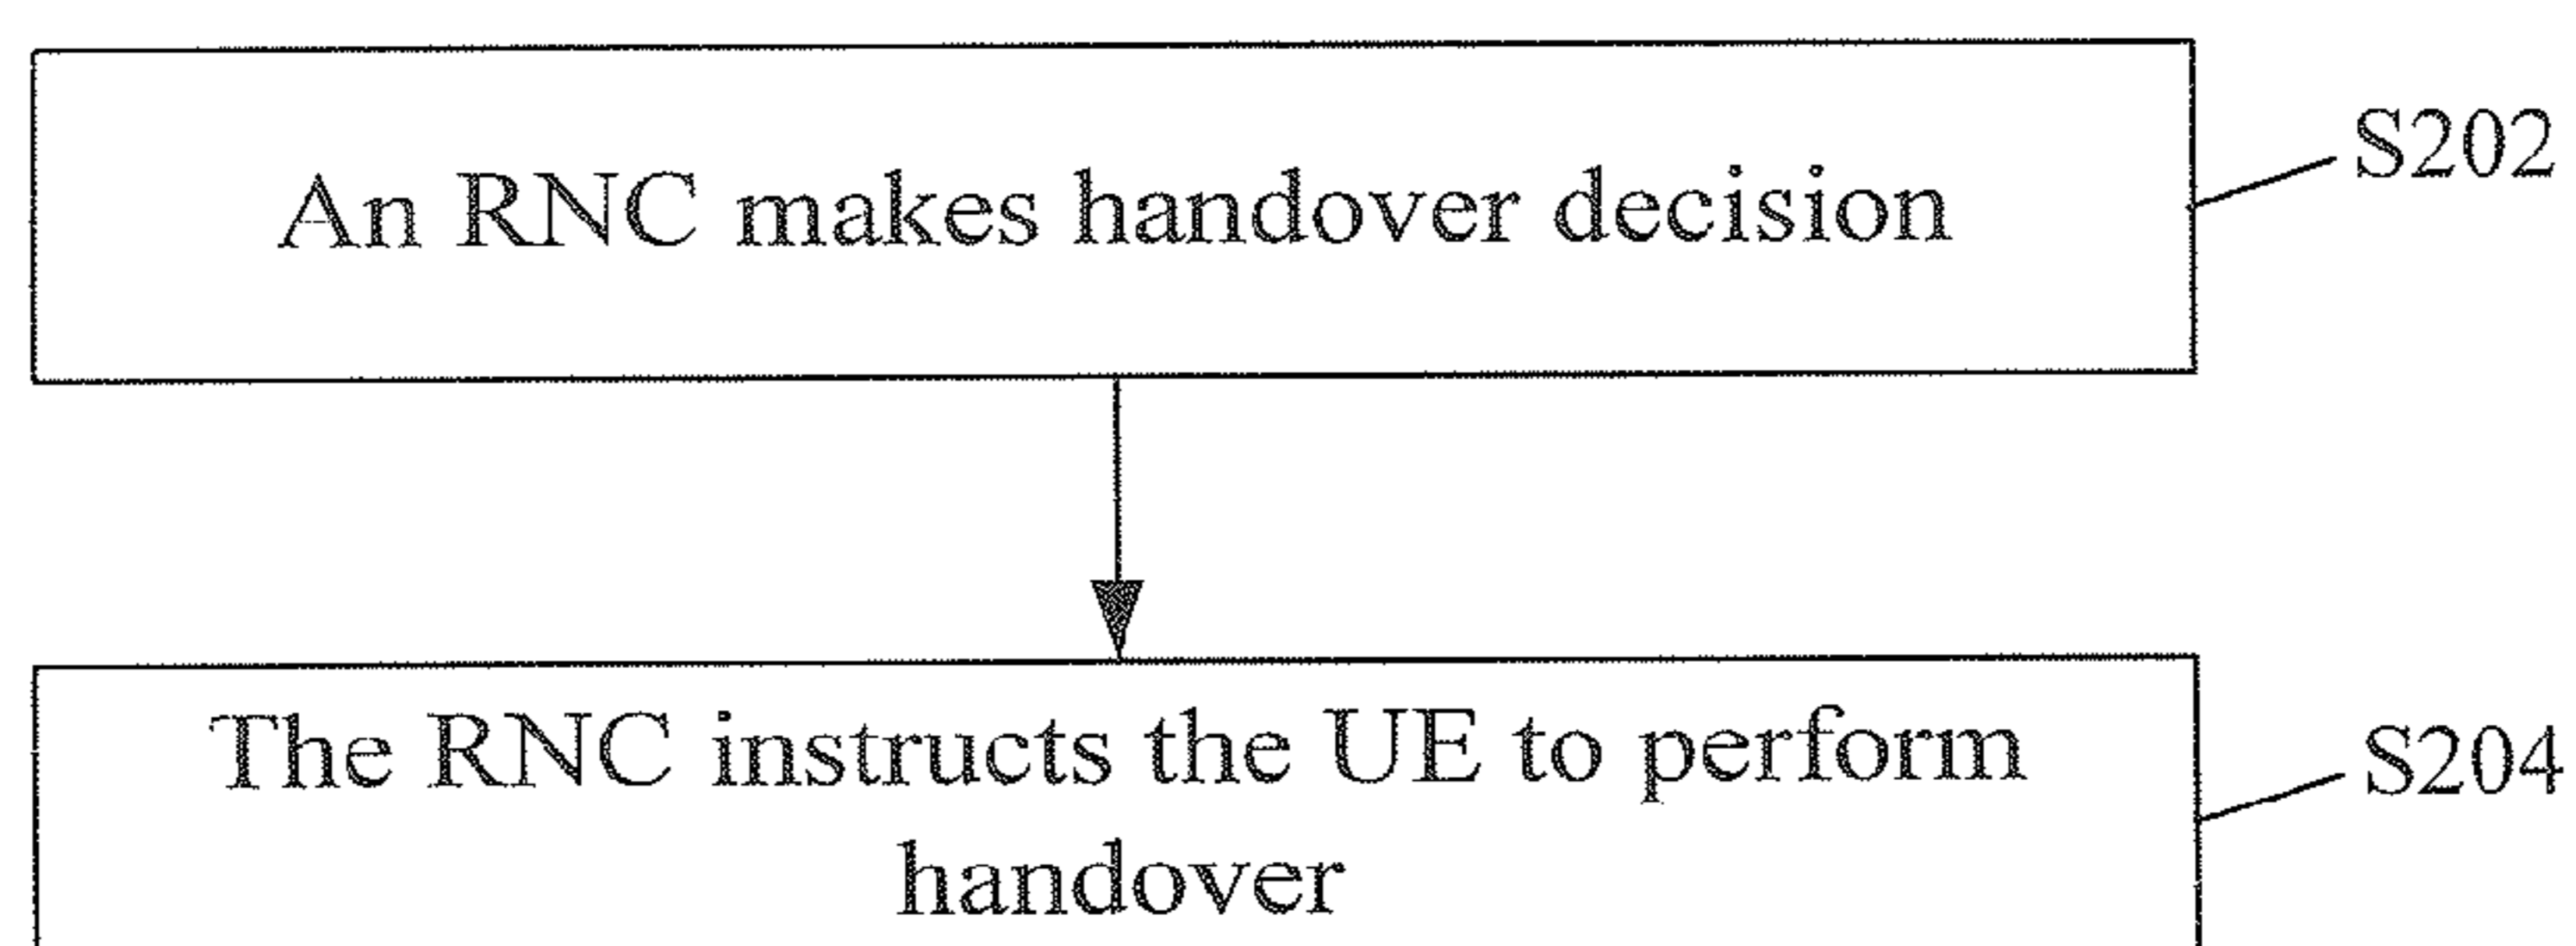 An RNC makes handover decision
S202
The RNC instructs the UE to perform
handover
S204